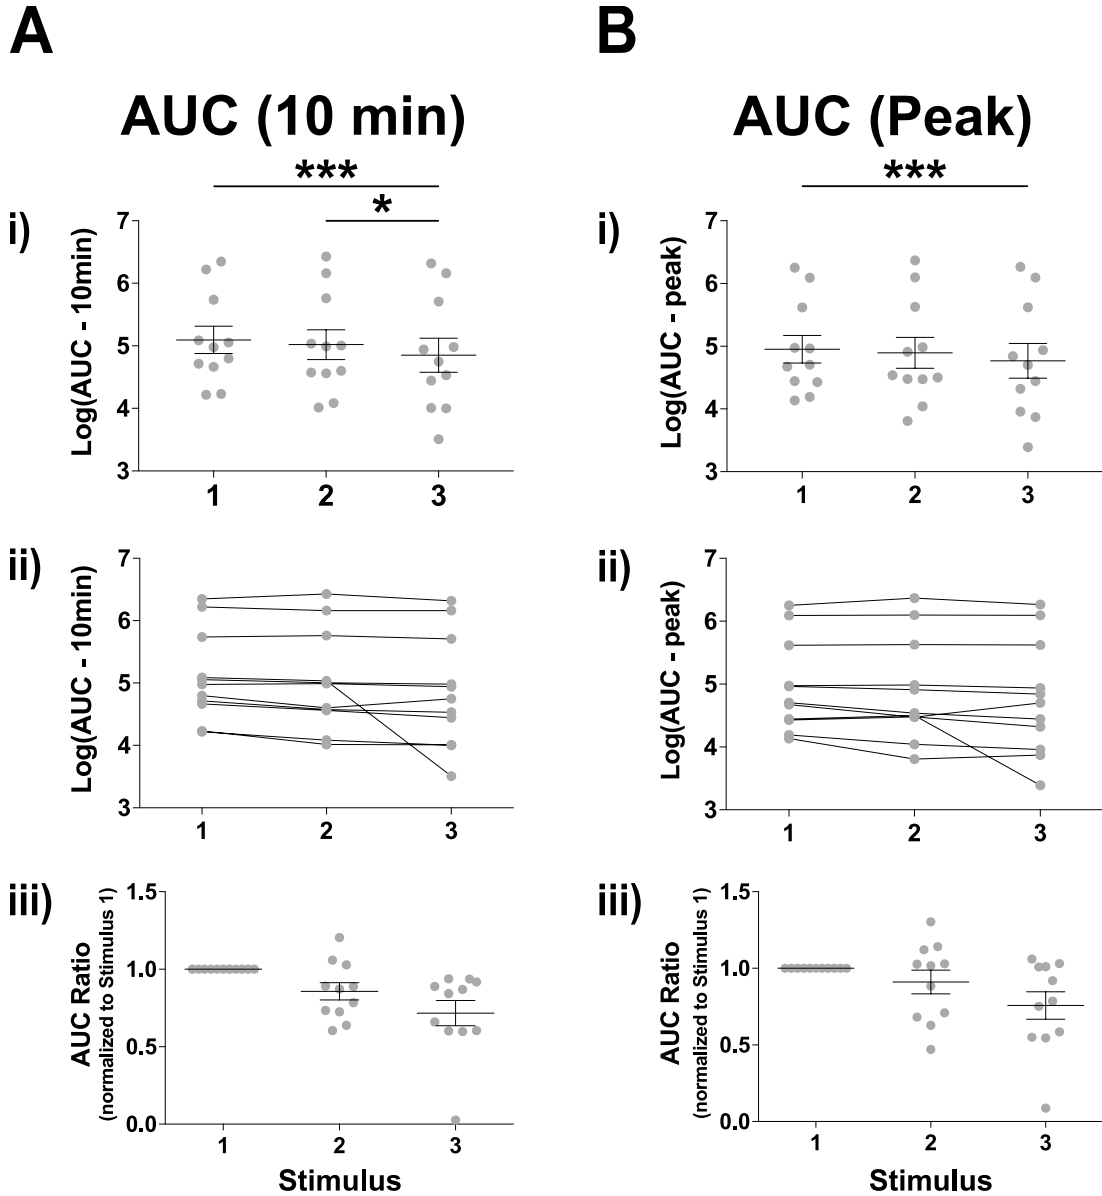 A
B
AUC (10 min)
AUC (Peak)
***
*
***
i)
Log(AUC - 10min)
7
6
5
4
3
1 2 3
i)
Log(AUC - peak)
7
6
5
4
3
1 2 3
ii)
Log(AUC - 10min)
7
6
5
4
3
1 2 3
ii)
Log(AUC - peak)
7
6
5
4
3
1 2 3
iii)
AUC Ratio
(normalized to Stimulus 1)
1.5
1.0
0.5
0.0
1 2 3
Stimulus
iii)
AUC Ratio
(normalized to Stimulus 1)
1.5
1.0
0.5
0.0
1 2 3
Stimulus